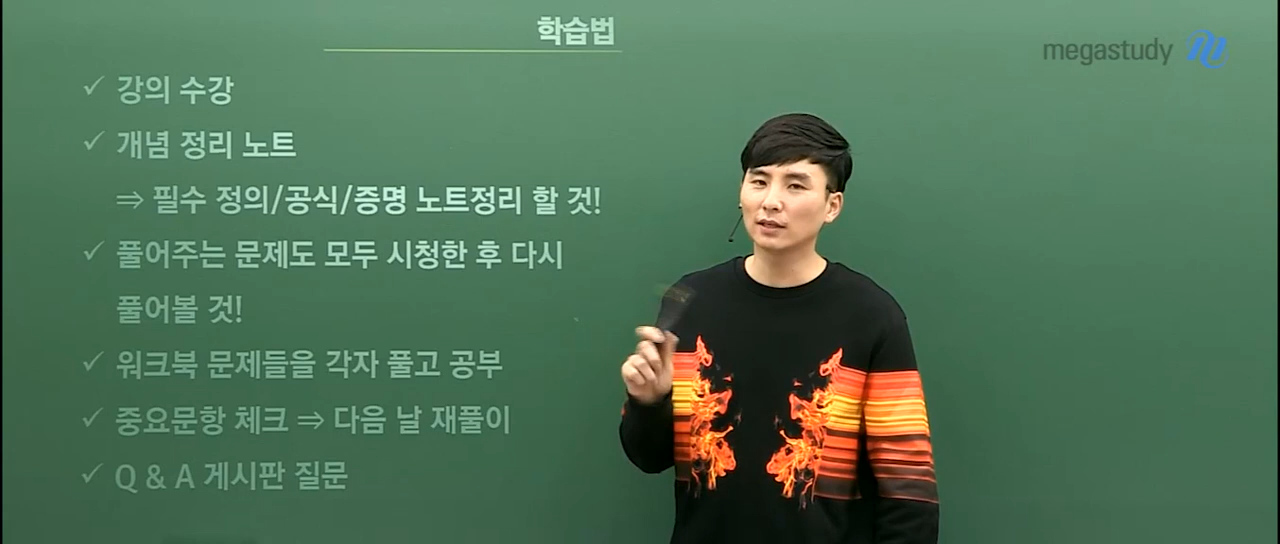 학습법
megastudy
✓ 강의 수강
✓ 개념 정리 노트
⇒ 필수 정의/공식/증명 노트정리 할 것!
✓ 풀어주는 문제도 모두 시청한 후 다시
풀어볼 것!
✓ 워크북 문제들을 각자 풀고 공부
✓ 중요문항 체크 ⇒ 다음 날 재풀이
✓ Q & A 게시판 질문